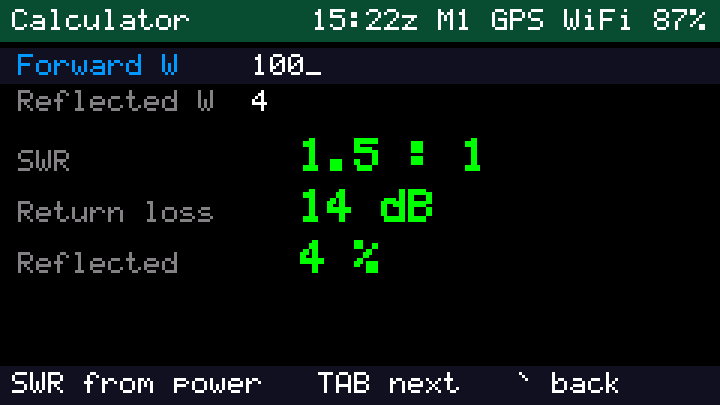 Calculator 15:22z M1 GPS WiFi 87%
Forward W 100_
Reflected W 4
SWR 1.5 : 1
Return loss 14 dB
Reflected 4 %
SWR from power TAB next ` back